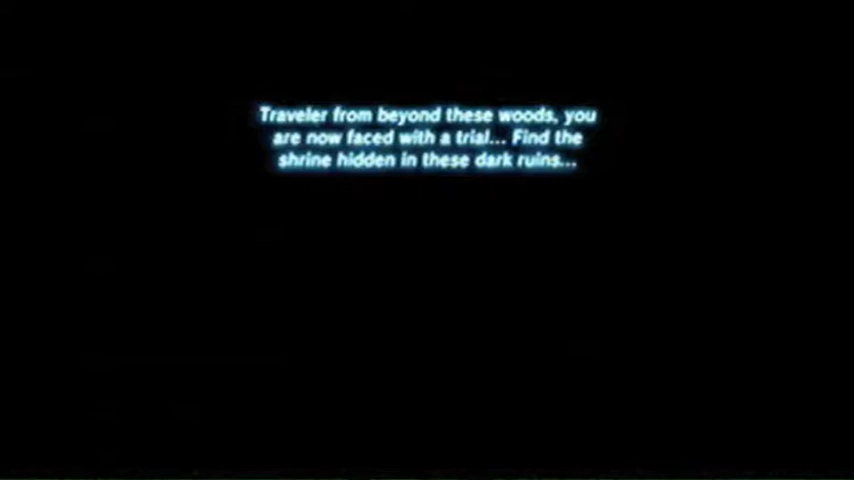 Traveler from beyond these woods, you
are now faced with a trial... Find the
shrine hidden in these dark ruins...